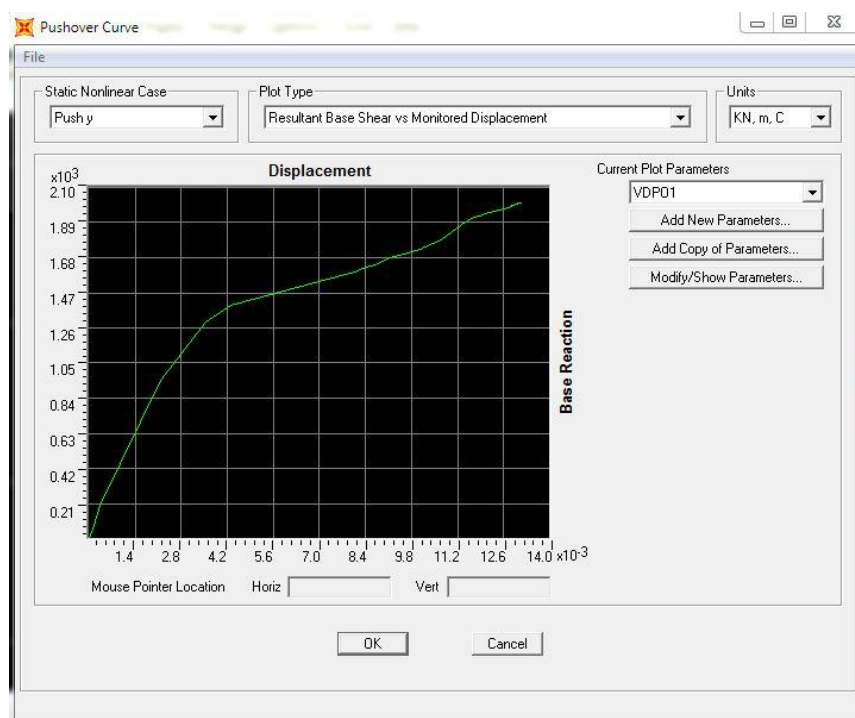 Pushover Curve
File
Static Nonlinear Case
Push y
Plot Type
Resultant Base Shear vs Monitored Displacement
Units
KN, m, C
x10³
Displacement
2.10
1.89
1.68
1.47
1.26
1.05
0.84
0.63
0.42
0.21
1.4 2.8 4.2 5.6 7.0 8.4 9.8 11.2 12.6 14.0 x10⁻³
Base Reaction
Current Plot Parameters
VDPO1
Add New Parameters...
Add Copy of Parameters...
Modify/Show Parameters...
Mouse Pointer Location Horiz Vert
OK Cancel